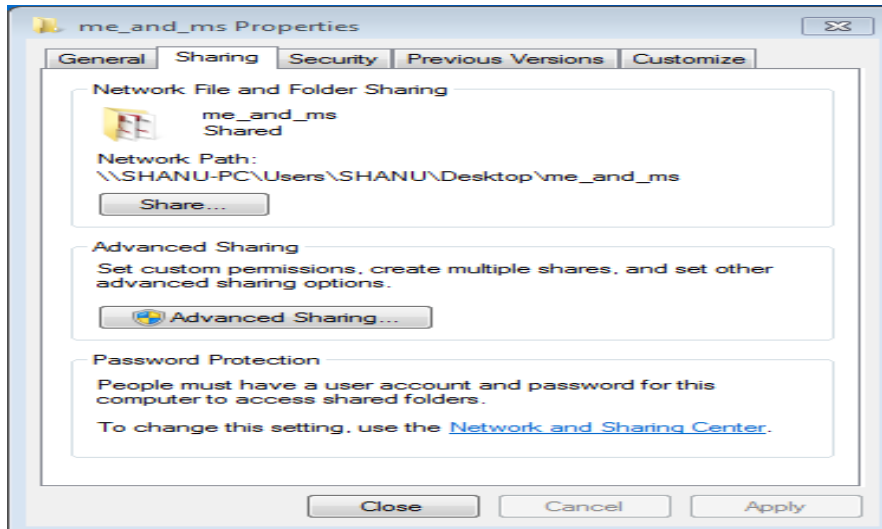 me_and_ms Properties
General Sharing Security Previous Versions Customize
Network File and Folder Sharing
me_and_ms
Shared
Network Path:
\\SHANU-PC\Users\SHANU\Desktop\me_and_ms
Share...
Advanced Sharing
Set custom permissions, create multiple shares, and set other
advanced sharing options.
Advanced Sharing...
Password Protection
People must have a user account and password for this
computer to access shared folders.
To change this setting, use the Network and Sharing Center.
Close Cancel Apply